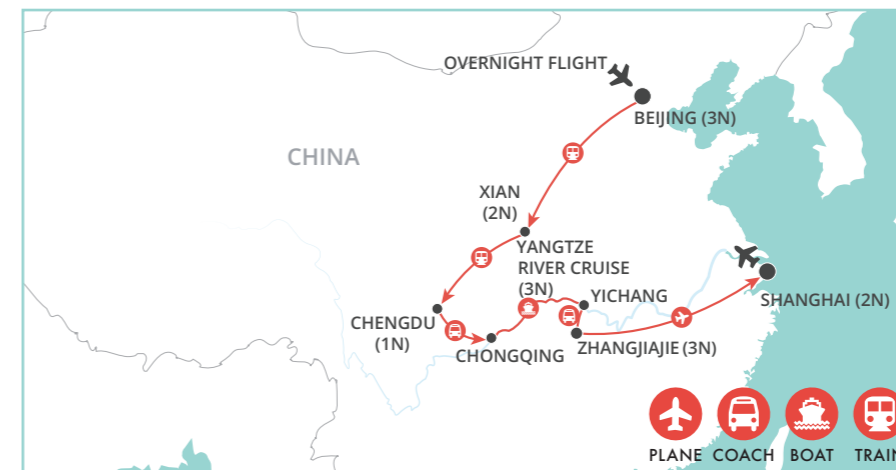 OVERNIGHT FLIGHT
BEIJING (3N)
CHINA
XIAN
(2N)
YANGTZE
RIVER CRUISE
(3N)
YICHANG
SHANGHAI (2N)
CHENGDU
(1N)
CHONGQING
ZHANGJIAJIE (3N)
PLANE COACH BOAT